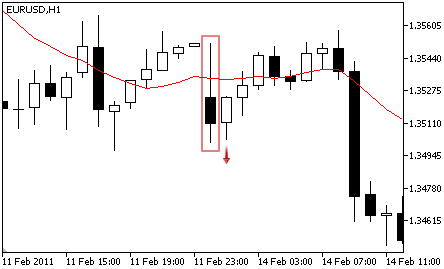 EURUSD,H1
1.35605
1.35440
1.35275
1.35110
1.34945
1.34780
1.34615
11 Feb 2011
11 Feb 15:00
11 Feb 19:00
11 Feb 23:00
14 Feb 03:00
14 Feb 07:00
14 Feb 11:00